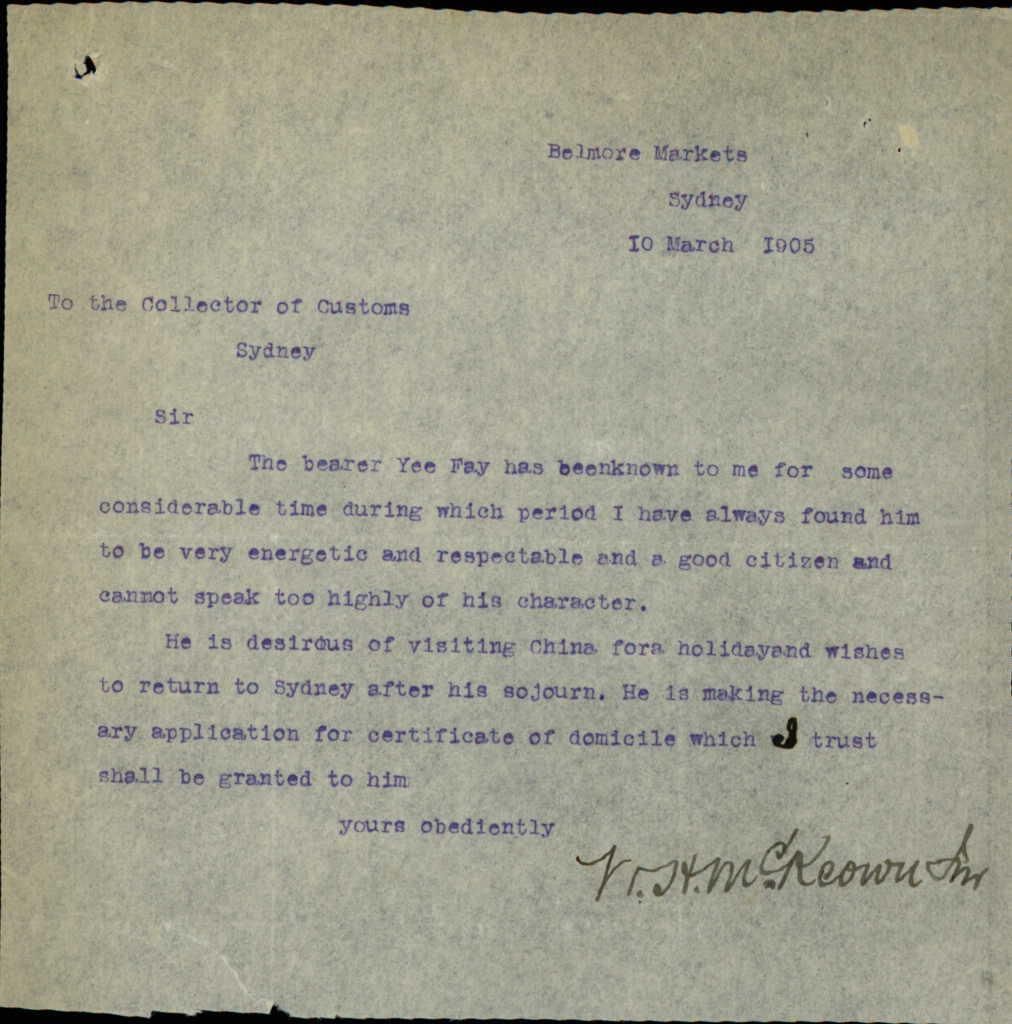 Belmore Markets
Sydney
10 March 1905
To the Collector of Customs
Sydney
Sir
The bearer Yee Fay has beenknown to me for some
considerable time during which period I have always found him
to be very energetic and respectable and a good citizen and
cannot speak too highly of his character.
He is desirous of visiting China fora holidayand wishes
to return to Sydney after his sojourn. He is making the necess-
ary application for certificate of domicile which I trust
shall be granted to him
yours obediently
W. H. McKeown Jnr